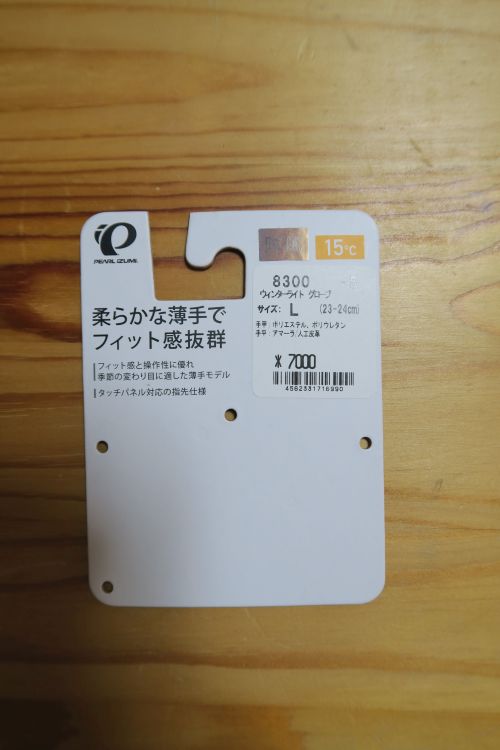 PEARL iZUMi
15℃
柔らかな薄手で
フィット感抜群
フィット感と操作性に優れ
季節の変わり目に適した薄手モデル
タッチパネル対応の指先仕様
8300
ウィンターライト グローブ
サイズ: L (23-24cm)
手甲:ポリエステル、ポリウレタン
手平:アマーラ/人工皮革
¥ 7000
4562331716990